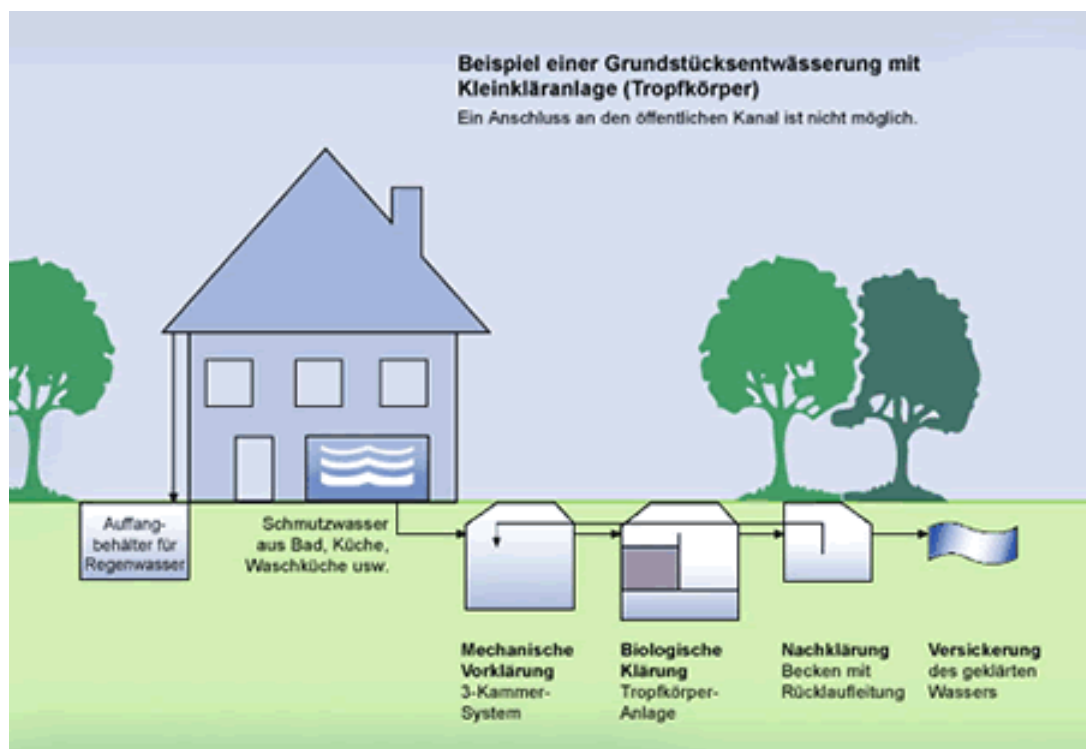 Beispiel einer Grundstücksentwässerung mit
Kleinkläranlage (Tropfkörper)
Ein Anschluss an den öffentlichen Kanal ist nicht möglich.
Auffang-
behälter für
Regenwasser
Schmutzwasser
aus Bad, Küche,
Waschküche usw.
Mechanische
Vorklärung
3-Kammer-
System
Biologische
Klärung
Tropfkörper-
Anlage
Nachklärung
Becken mit
Rücklaufleitung
Versickerung
des geklärten
Wassers